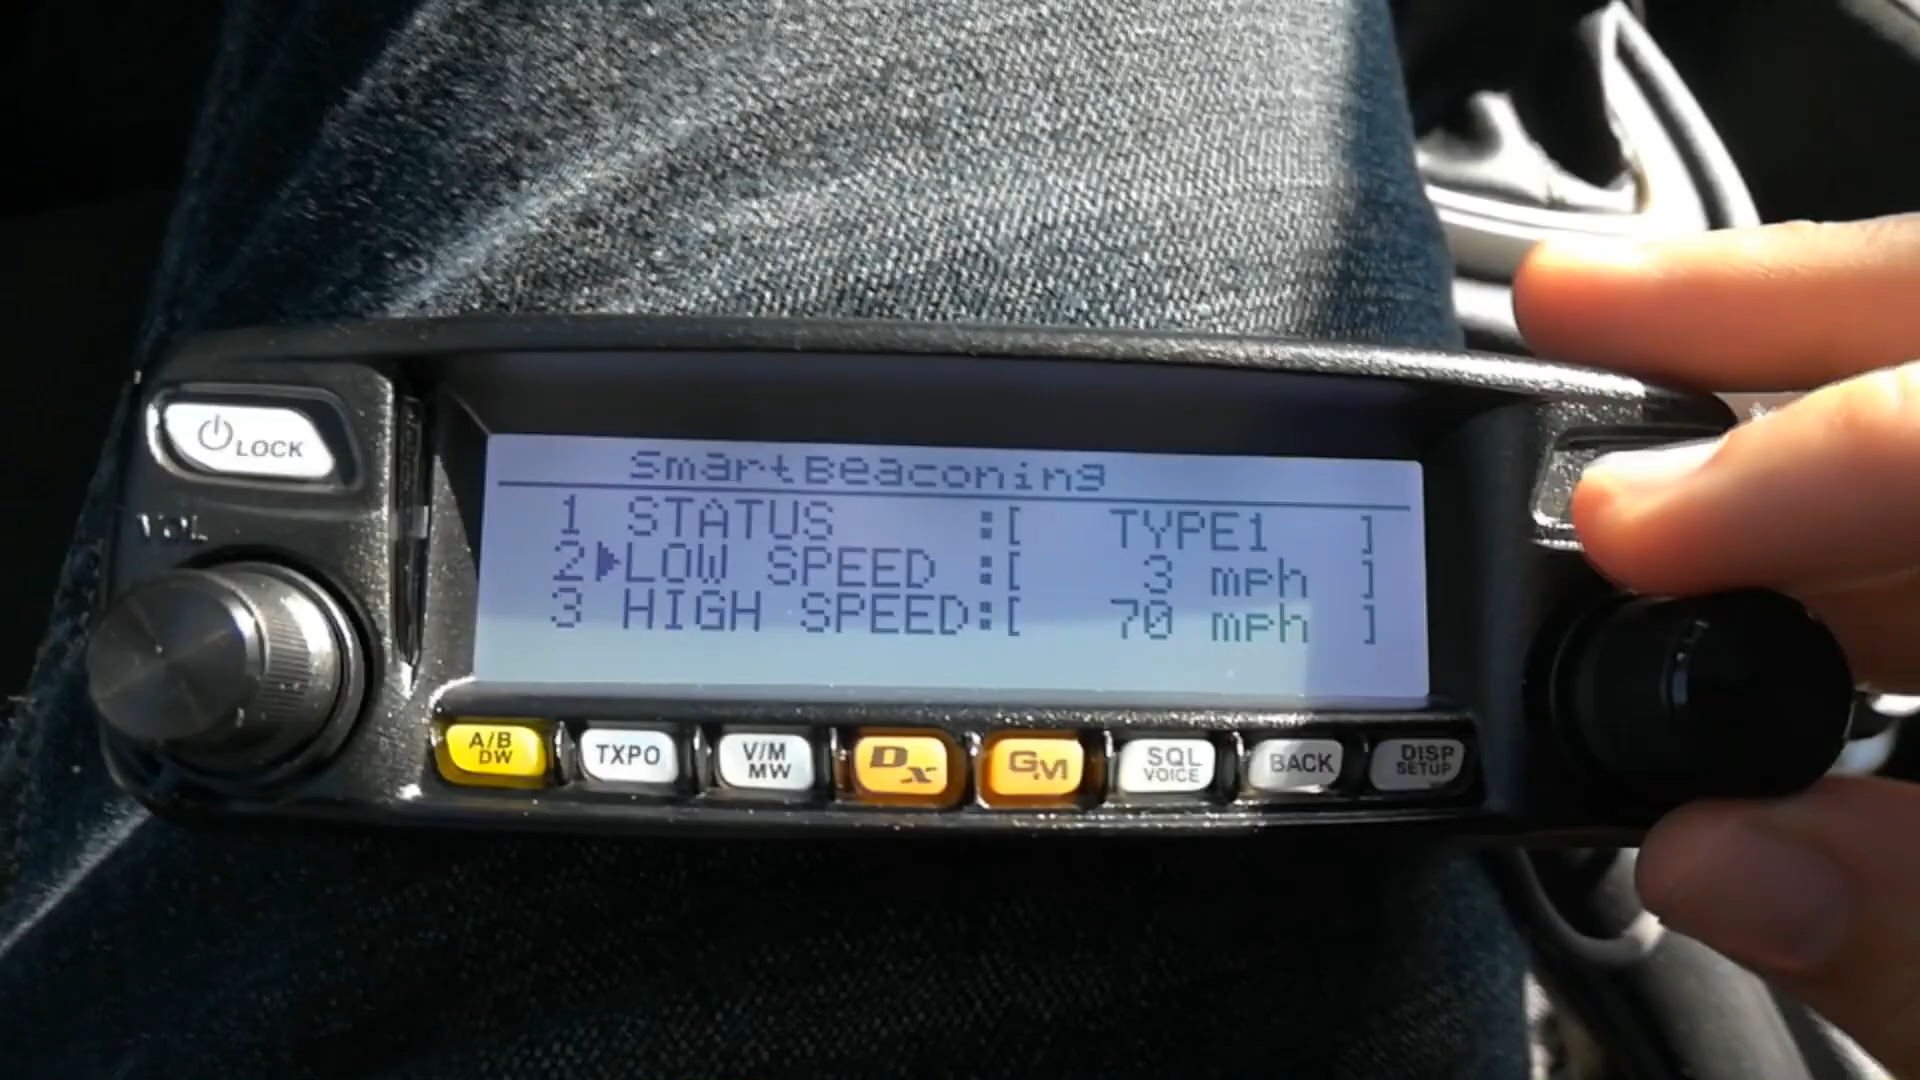 LOCK
VOL
SmartBeaconing
1 STATUS :[ TYPE1 ]
2 LOW SPEED :[ 3 mph ]
3 HIGH SPEED:[ 70 mph ]
A/B DW
TXPO
V/M MW
DX
GM
SQL VOICE
BACK
DISP SETUP